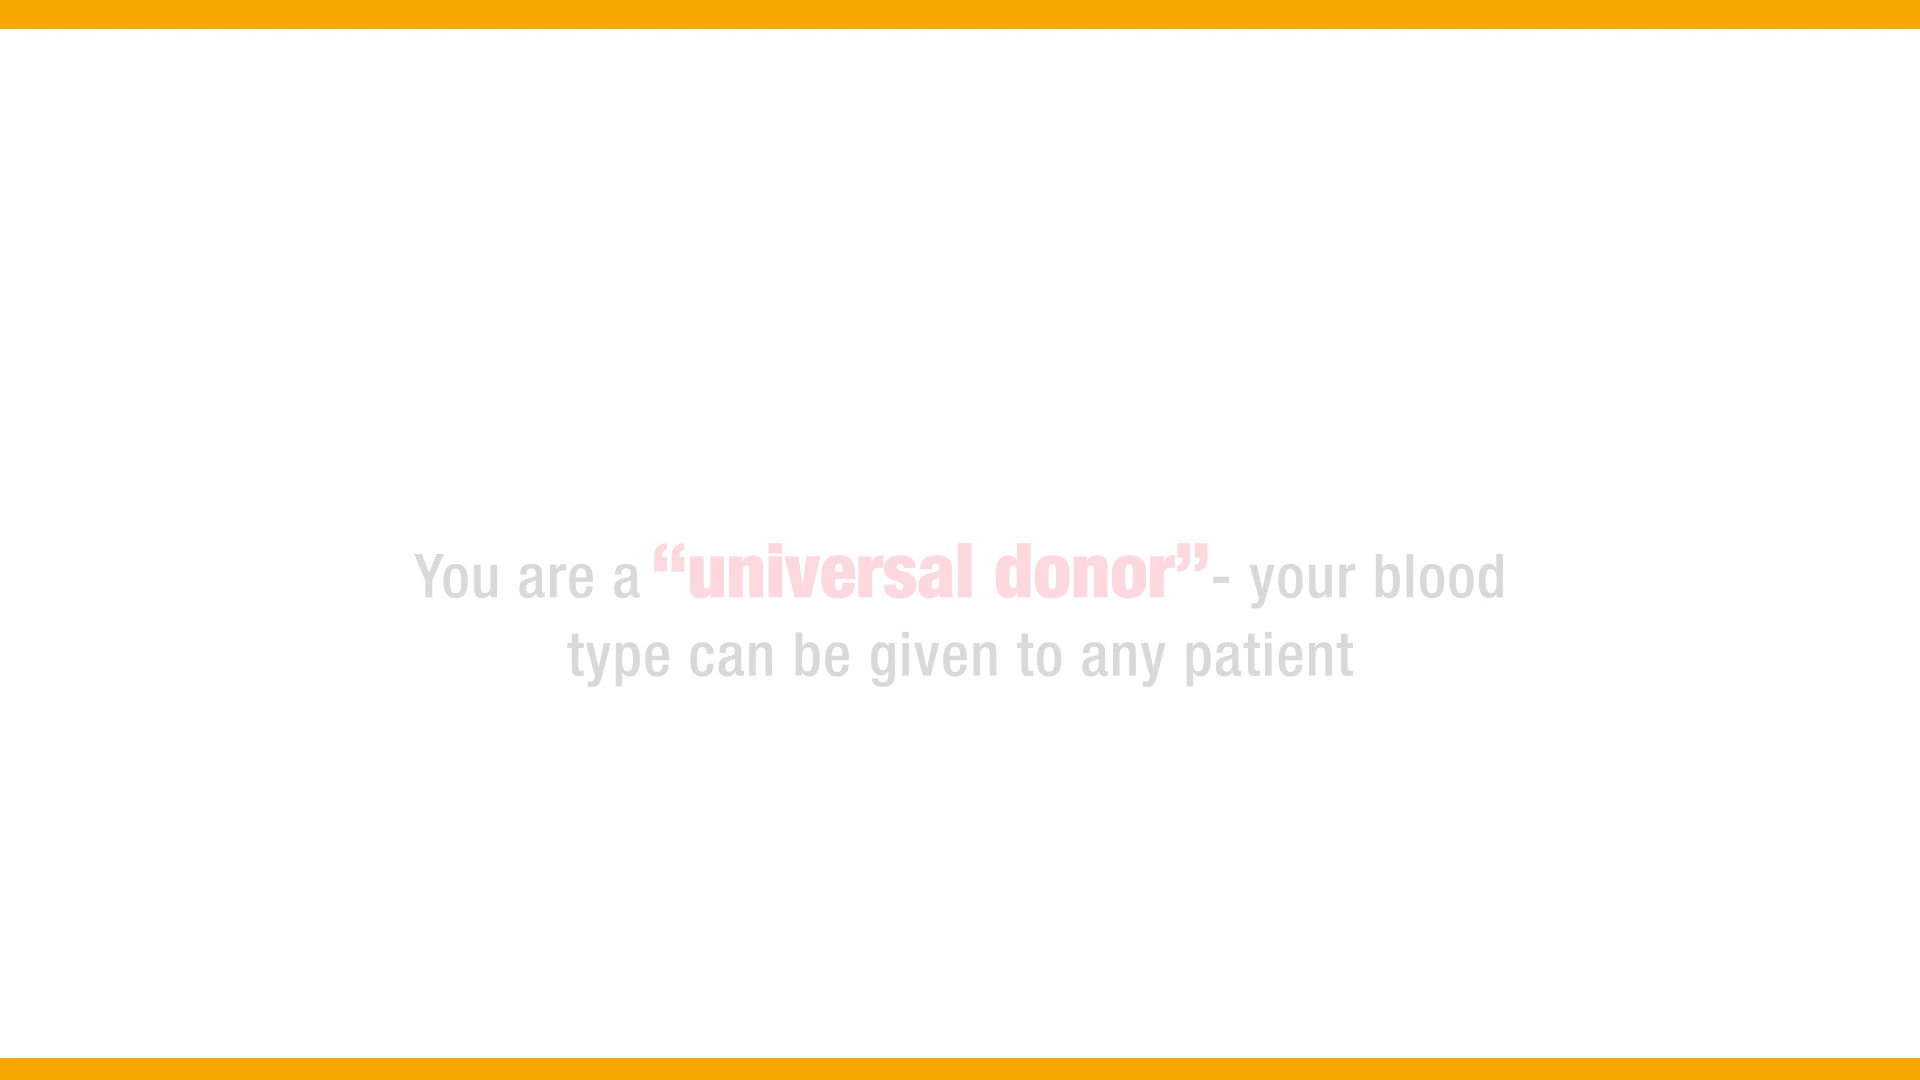 You are a “universal donor”- your blood
type can be given to any patient